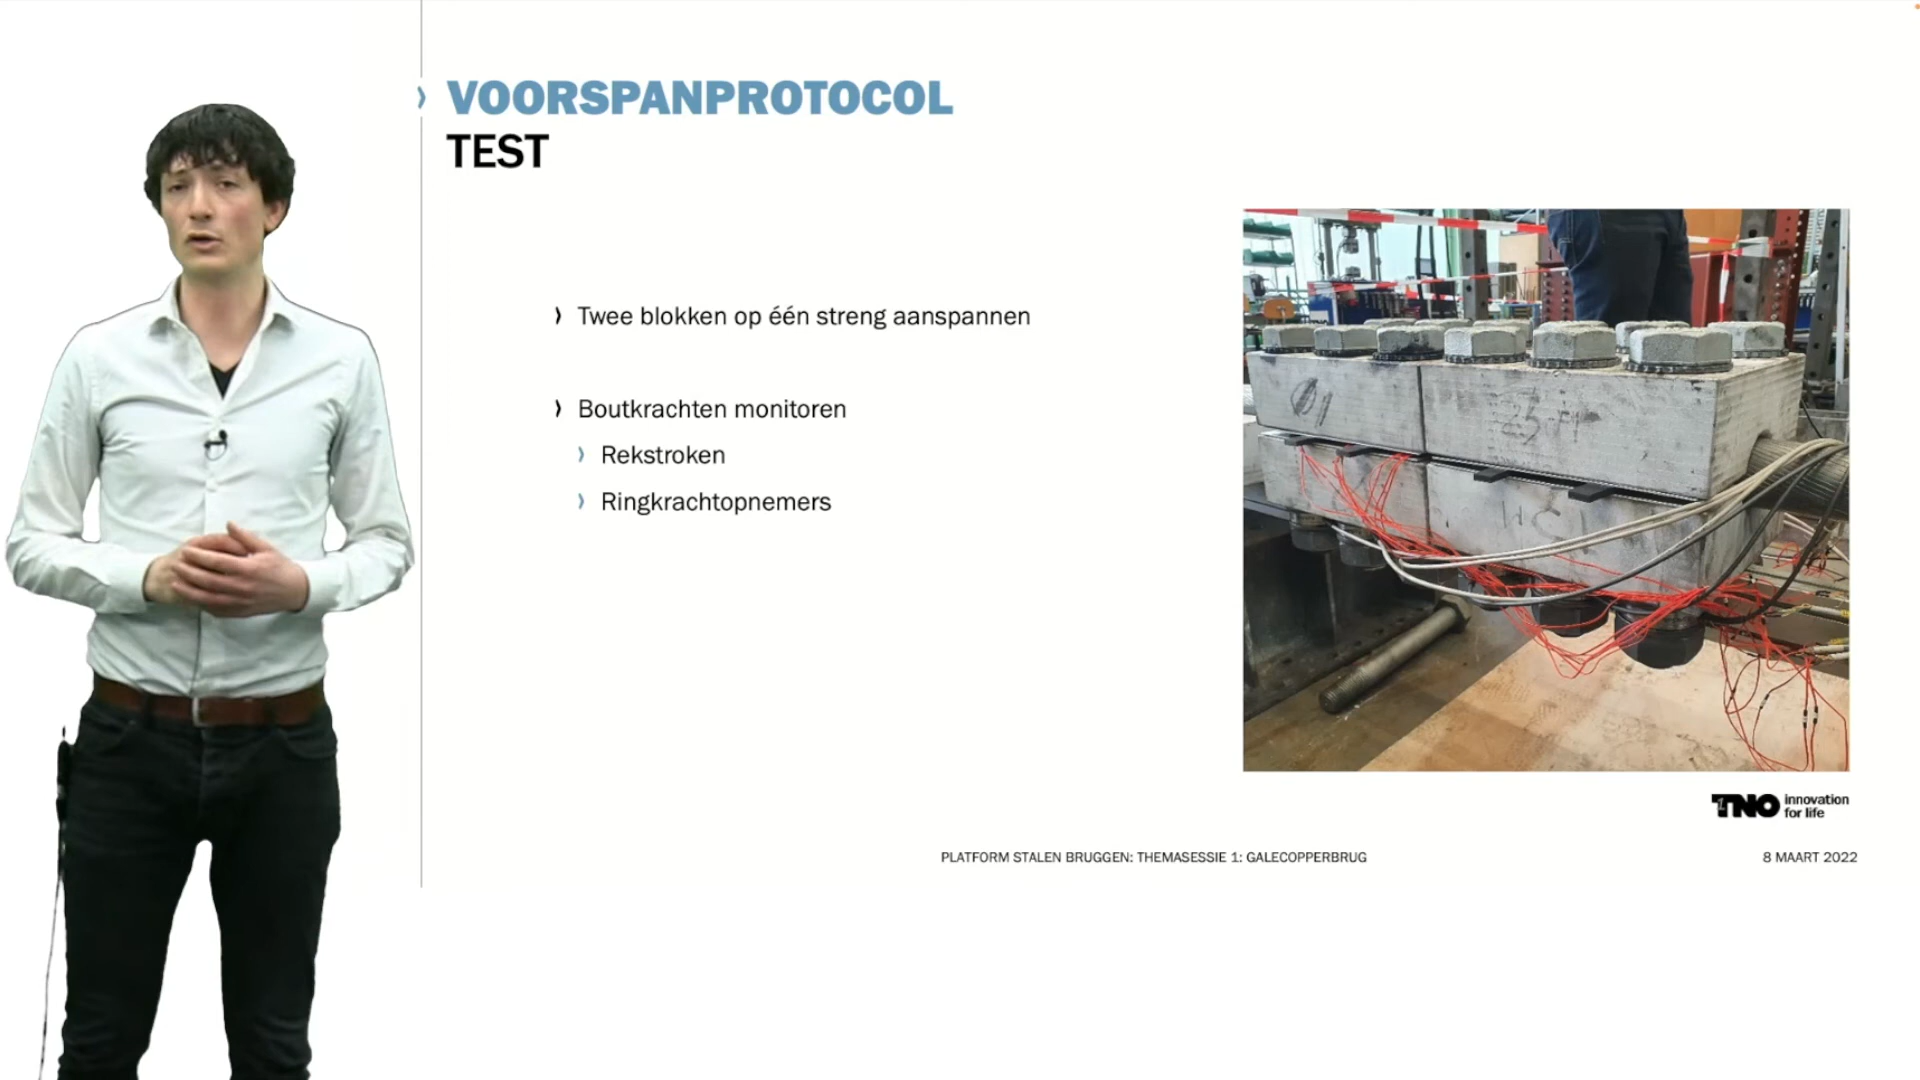 VOORSPANPROTOCOL
TEST
Twee blokken op één streng aanspannen
Boutkrachten monitoren
Rekstroken
Ringkrachtopnemers
TNO innovation
for life
PLATFORM STALEN BRUGGEN: THEMASESSIE 1: GALECOPPERBRUG
8 MAART 2022